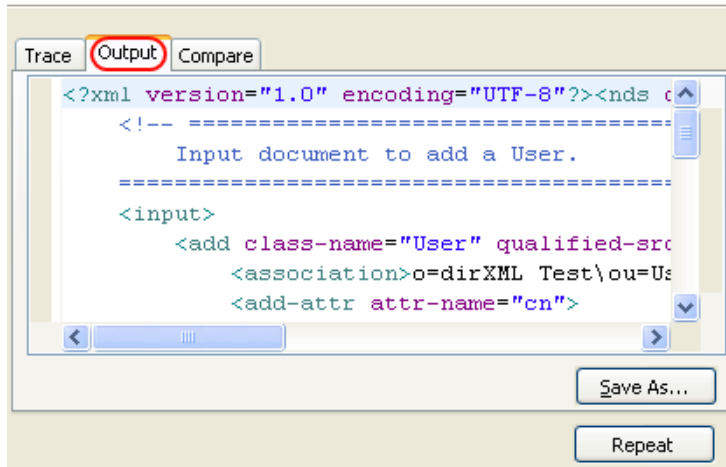 Trace Output Compare
<?xml version="1.0" encoding="UTF-8"?><nds
<!-- ===================================
Input document to add a User.
========================================
<input>
<add class-name="User" qualified-src
<association>o=dirXML Test\ou=Us
<add-attr attr-name="cn">
Save As...
Repeat